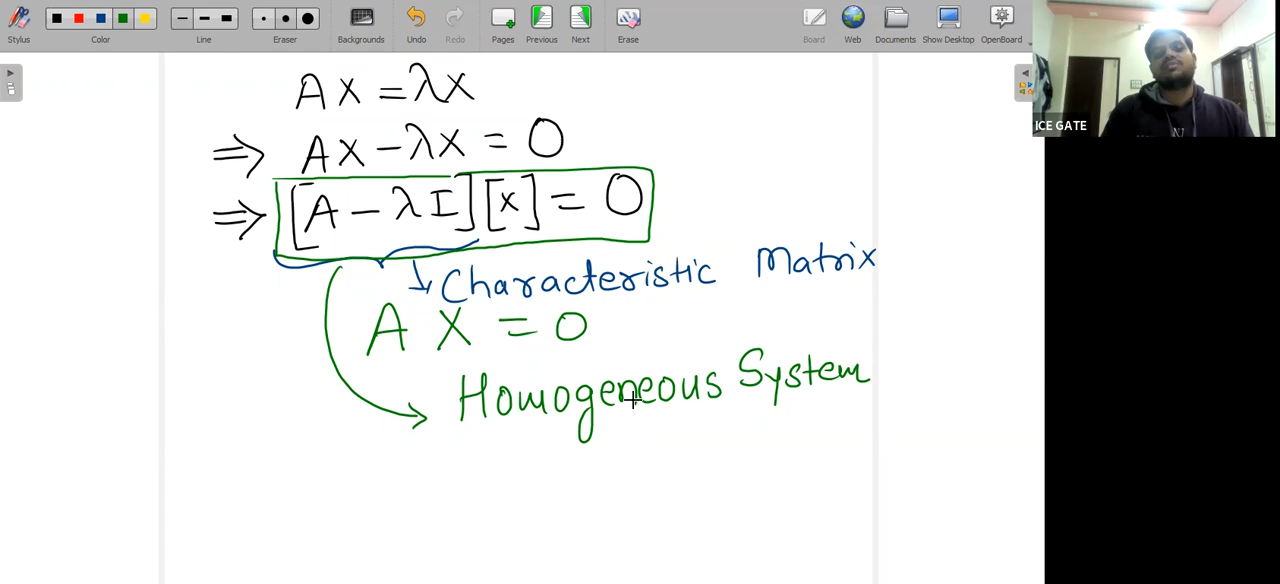 Stylus Color Line Eraser Backgrounds Undo Redo Pages Previous Next Erase Board Web Documents Show Desktop OpenBoard
ICE GATE
AX = λX
⇒ AX − λX = 0
⇒ [A − λI][X] = 0
↳ Characteristic Matrix
A X = 0
Homogeneous System